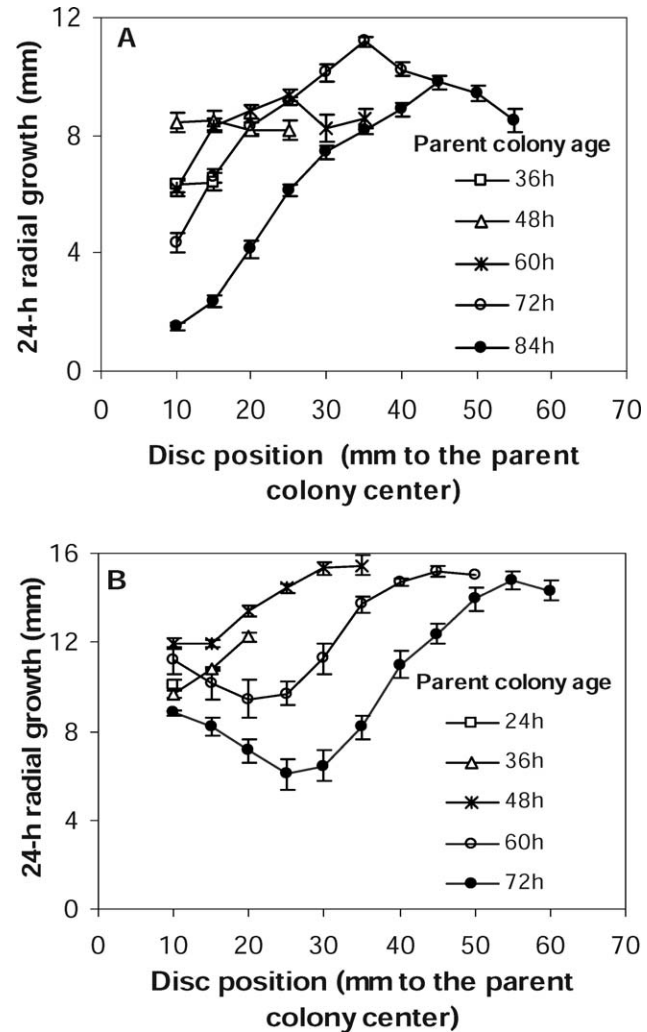 A
12
8
4
0
24-h radial growth (mm)
Parent colony age
36h
48h
60h
72h
84h
0 10 20 30 40 50 60 70
Disc position (mm to the parent
colony center)
B
16
12
8
4
0
24-h radial growth (mm)
Parent colony age
24h
36h
48h
60h
72h
0 10 20 30 40 50 60 70
Disc position (mm to the parent
colony center)